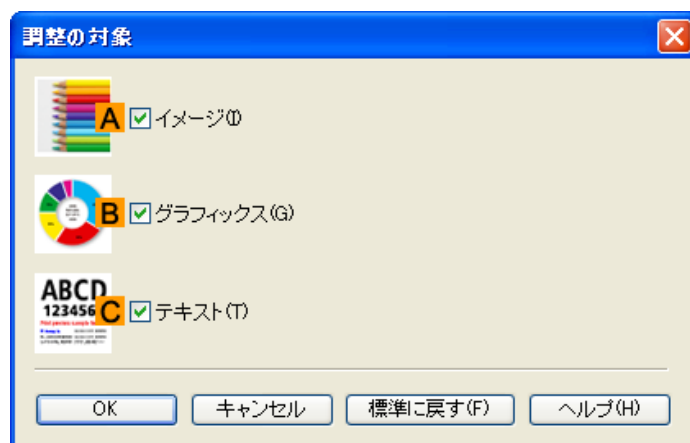 調整の対象
A イメージ(I)
B グラフィックス(G)
ABCD
123456
C テキスト(T)
OK キャンセル 標準に戻す(F) ヘルプ(H)